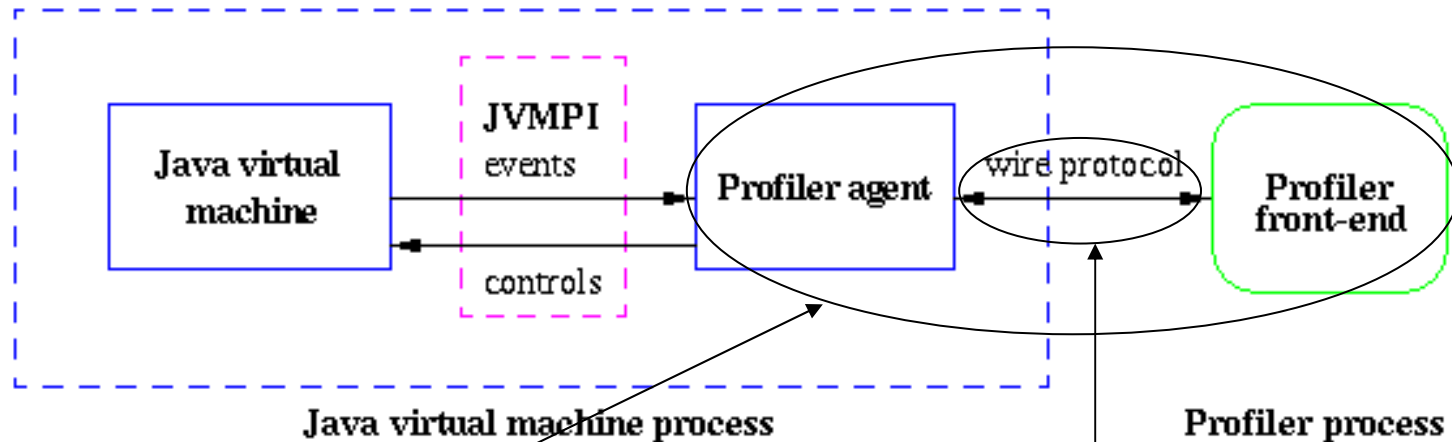 JVMPI
events
controls
Java virtual
machine
Profiler agent
wire protocol
Profiler
front-end
Java virtual machine process
Profiler process